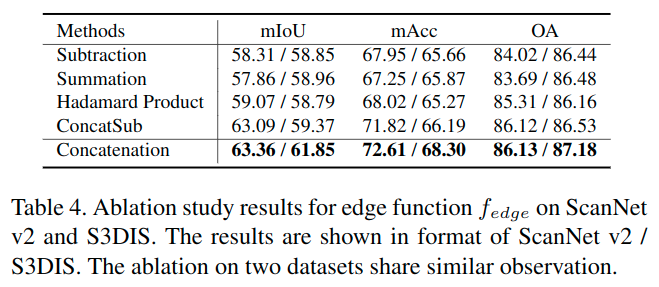 Methods mIoU mAcc OA
Subtraction 58.31 / 58.85 67.95 / 65.66 84.02 / 86.44
Summation 57.86 / 58.96 67.25 / 65.87 83.69 / 86.48
Hadamard Product 59.07 / 58.79 68.02 / 65.27 85.31 / 86.16
ConcatSub 63.09 / 59.37 71.82 / 66.19 86.12 / 86.53
Concatenation 63.36 / 61.85 72.61 / 68.30 86.13 / 87.18
Table 4. Ablation study results for edge function f_edge on ScanNet
v2 and S3DIS. The results are shown in format of ScanNet v2 /
S3DIS. The ablation on two datasets share similar observation.